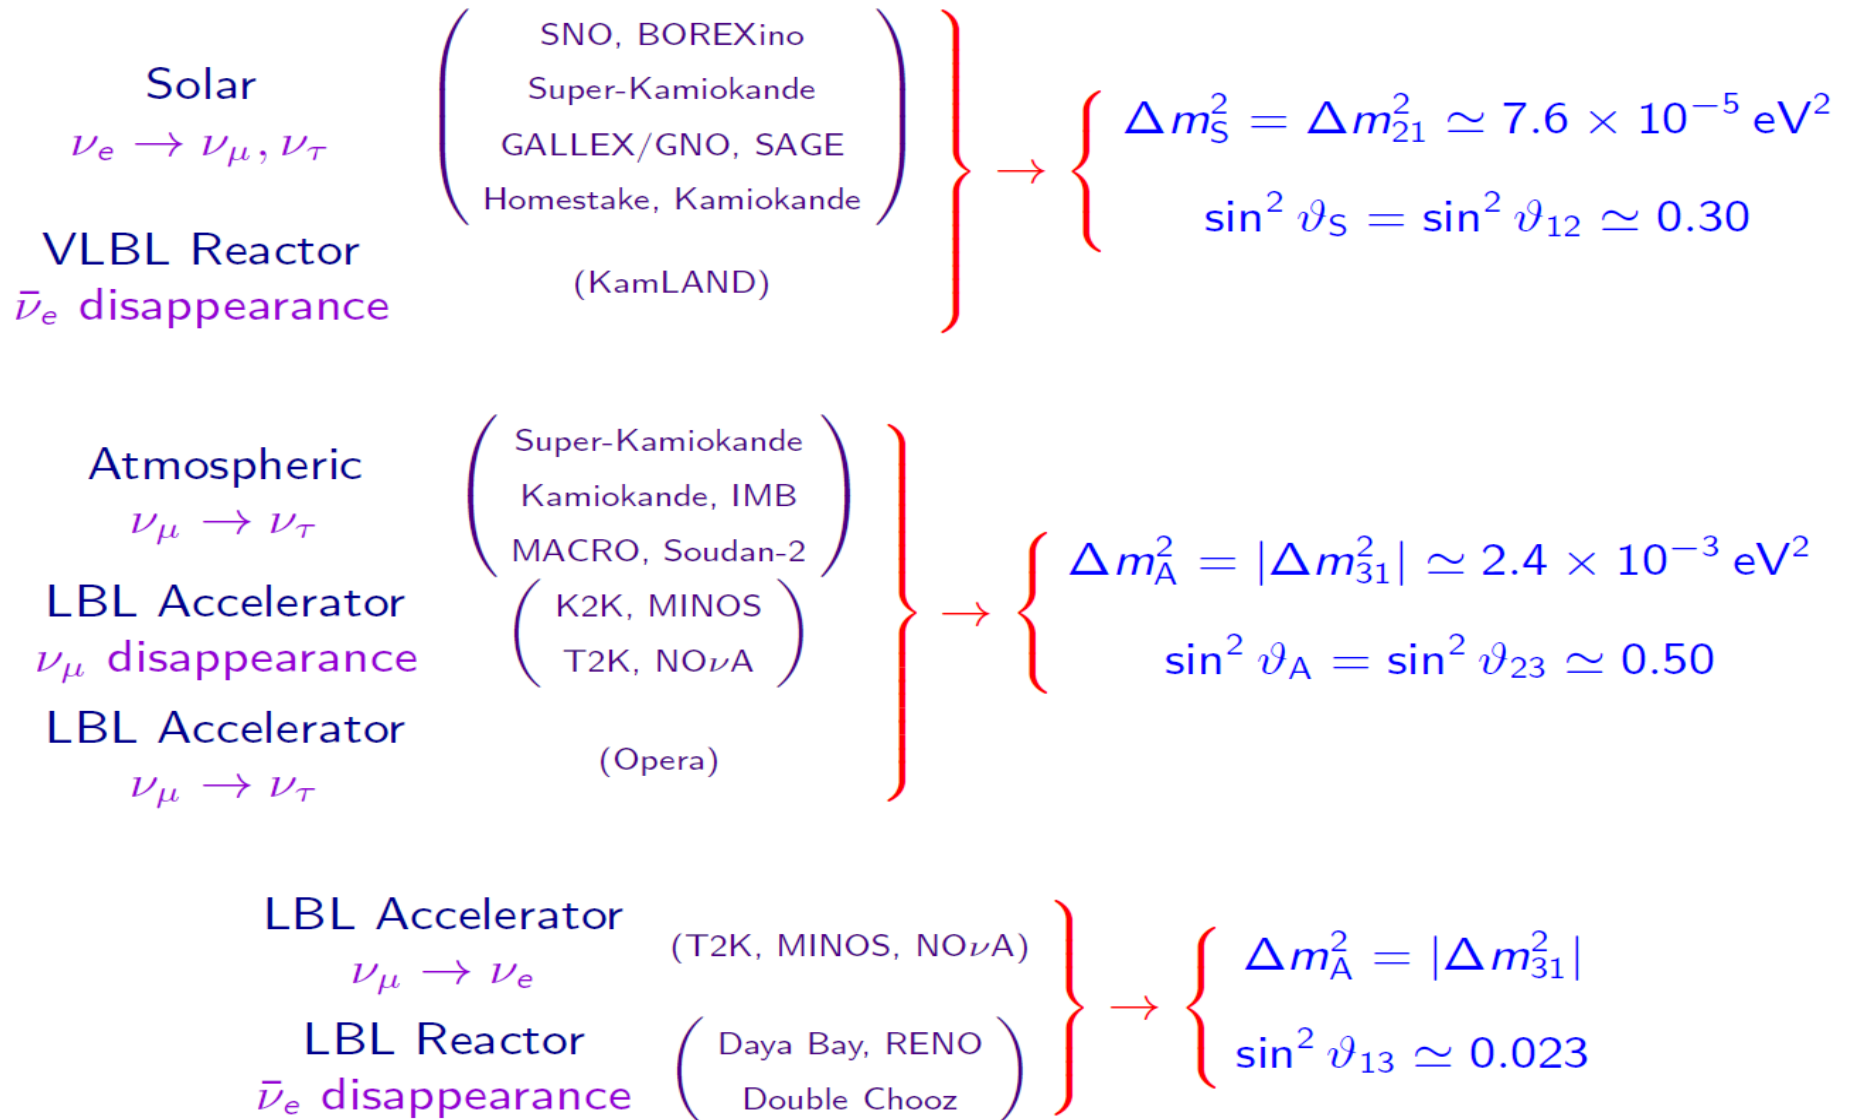 Solar
νe → νμ, ντ
SNO, BOREXino
Super-Kamiokande
GALLEX/GNO, SAGE
Homestake, Kamiokande
VLBL Reactor
ν̄e disappearance
(KamLAND)
→
Δm²S = Δm²21 ≃ 7.6 × 10⁻⁵ eV²
sin² ϑS = sin² ϑ12 ≃ 0.30
Atmospheric
νμ → ντ
Super-Kamiokande
Kamiokande, IMB
MACRO, Soudan-2
LBL Accelerator
νμ disappearance
K2K, MINOS
T2K, NOνA
LBL Accelerator
νμ → ντ
(Opera)
→
Δm²A = |Δm²31| ≃ 2.4 × 10⁻³ eV²
sin² ϑA = sin² ϑ23 ≃ 0.50
LBL Accelerator
νμ → νe
(T2K, MINOS, NOνA)
LBL Reactor
ν̄e disappearance
Daya Bay, RENO
Double Chooz
→
Δm²A = |Δm²31|
sin² ϑ13 ≃ 0.023